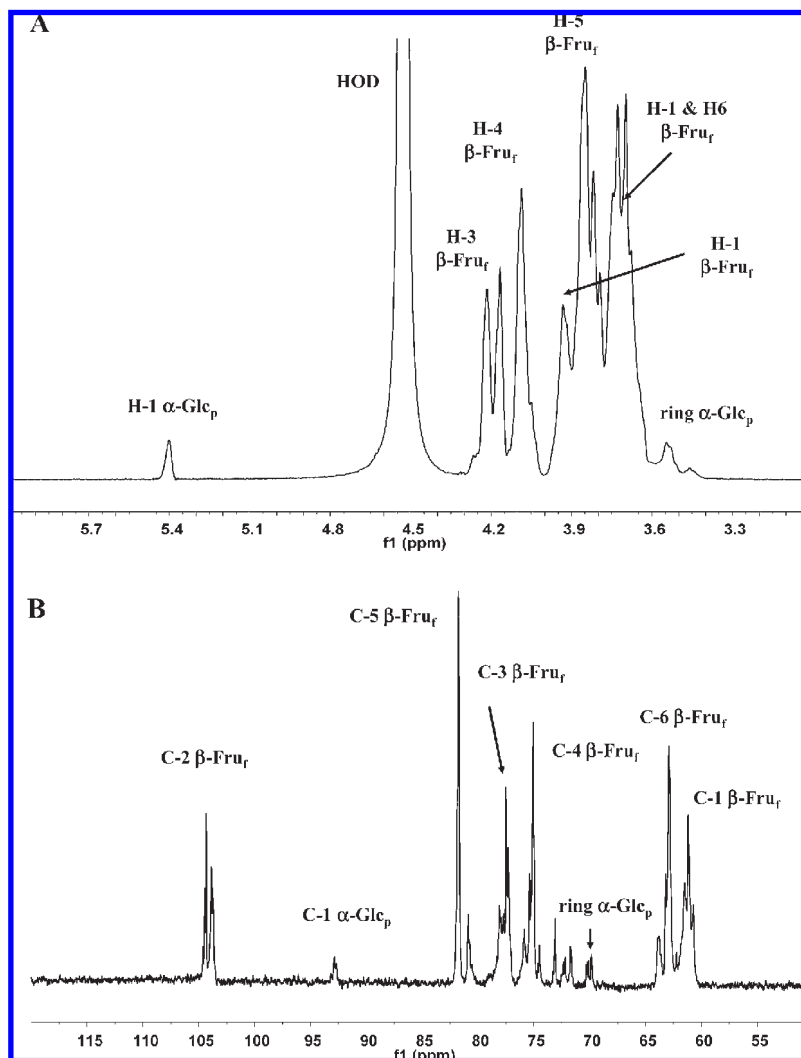 A
H-5
β-Fruf
HOD
H-1 & H6
β-Fruf
H-4
β-Fruf
H-3
β-Fruf
H-1
β-Fruf
H-1 α-Glcp
ring α-Glcp
5.7 5.4 5.1 4.8 4.5 4.2 3.9 3.6 3.3
f1 (ppm)
B
C-5 β-Fruf
C-3 β-Fruf
C-6 β-Fruf
C-2 β-Fruf
C-4 β-Fruf
C-1 β-Fruf
C-1 α-Glcp
ring α-Glcp
115 110 105 100 95 90 85 80 75 70 65 60 55
f1 (ppm)